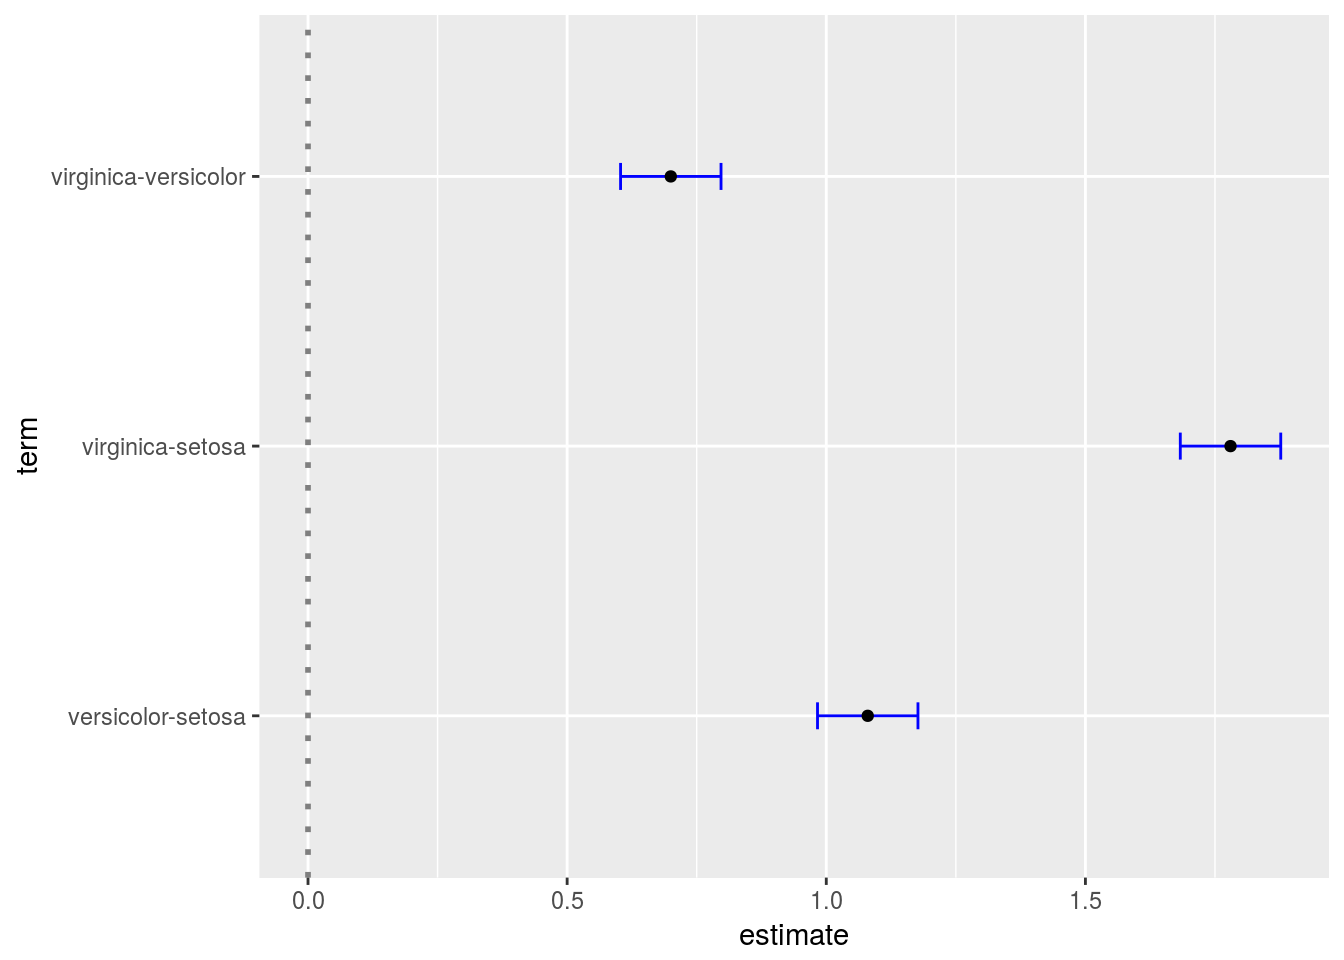 virginica-versicolor
virginica-setosa
versicolor-setosa
term
0.0 0.5 1.0 1.5
estimate